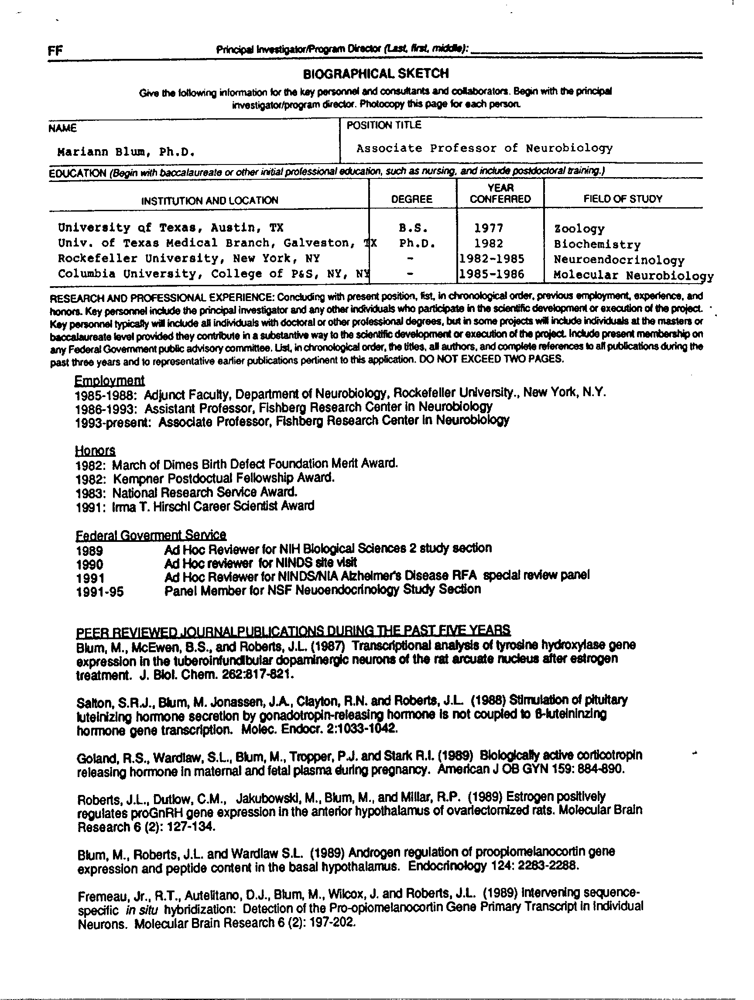 FF Principal Investigator/Program Director (Last, first, middle):
BIOGRAPHICAL SKETCH
Give the following information for the key personnel and consultants and collaborators. Begin with the principal
investigator/program director. Photocopy this page for each person.
NAME POSITION TITLE
Mariann Blum, Ph.D. Associate Professor of Neurobiology
EDUCATION (Begin with baccalaureate or other initial professional education, such as nursing, and include postdoctoral training.)
INSTITUTION AND LOCATION DEGREE YEAR CONFERRED FIELD OF STUDY
University of Texas, Austin, TX B.S. 1977 Zoology
Univ. of Texas Medical Branch, Galveston, TX Ph.D. 1982 Biochemistry
Rockefeller University, New York, NY - 1982-1985 Neuroendocrinology
Columbia University, College of P&S, NY, NY - 1985-1986 Molecular Neurobiology
RESEARCH AND PROFESSIONAL EXPERIENCE: Concluding with present position, list, in chronological order, previous employment, experience, and
honors. Key personnel include the principal investigator and any other individuals who participate in the scientific development or execution of the project.
Key personnel typically will include all individuals with doctoral or other professional degrees, but in some projects will include individuals at the masters or
baccalaureate level provided they contribute in a substantive way to the scientific development or execution of the project. Include present membership on
any Federal Government public advisory committee. List, in chronological order, the titles, all authors, and complete references to all publications during the
past three years and to representative earlier publications pertinent to this application. DO NOT EXCEED TWO PAGES.
Employment
1985-1988: Adjunct Faculty, Department of Neurobiology, Rockefeller University., New York, N.Y.
1986-1993: Assistant Professor, Fishberg Research Center in Neurobiology
1993-present: Associate Professor, Fishberg Research Center in Neurobiology
Honors
1982: March of Dimes Birth Defect Foundation Merit Award.
1982: Kempner Postdoctual Fellowship Award.
1983: National Research Service Award.
1991: Irma T. Hirschl Career Scientist Award
Federal Goverment Service
1989 Ad Hoc Reviewer for NIH Biological Sciences 2 study section
1990 Ad Hoc reviewer for NINDS site visit
1991 Ad Hoc Reviewer for NINDS/NIA Alzheimer's Disease RFA special review panel
1991-95 Panel Member for NSF Neuoendocrinology Study Section
PEER REVIEWED JOURNAL PUBLICATIONS DURING THE PAST FIVE YEARS
Blum, M., McEwen, B.S., and Roberts, J.L. (1987) Transcriptional analysis of tyrosine hydroxylase gene
expression in the tuberoinfundibular dopaminergic neurons of the rat arcuate nucleus after estrogen
treatment. J. Biol. Chem. 262:817-821.
Salton, S.R.J., Blum, M. Jonassen, J.A., Clayton, R.N. and Roberts, J.L. (1988) Stimulation of pituitary
luteinizing hormone secretion by gonadotropin-releasing hormone is not coupled to ß-luteininzing
hormone gene transcription. Molec. Endocr. 2:1033-1042.
Goland, R.S., Wardlaw, S.L., Blum, M., Tropper, P.J. and Stark R.I. (1989) Biologically active corticotropin
releasing hormone in maternal and fetal plasma during pregnancy. American J OB GYN 159: 884-890.
Roberts, J.L., Dutlow, C.M., Jakubowski, M., Blum, M., and Millar, R.P. (1989) Estrogen positively
regulates proGnRH gene expression in the anterior hypothalamus of ovariectomized rats. Molecular Brain
Research 6 (2): 127-134.
Blum, M., Roberts, J.L. and Wardlaw S.L. (1989) Androgen regulation of prooplomelanocortin gene
expression and peptide content in the basal hypothalamus. Endocrinology 124: 2283-2288.
Fremeau, Jr., R.T., Autelitano, D.J., Blum, M., Wilcox, J. and Roberts, J.L. (1989) Intervening sequence-
specific in situ hybridization: Detection of the Pro-opiomelanocortin Gene Primary Transcript in Individual
Neurons. Molecular Brain Research 6 (2): 197-202.